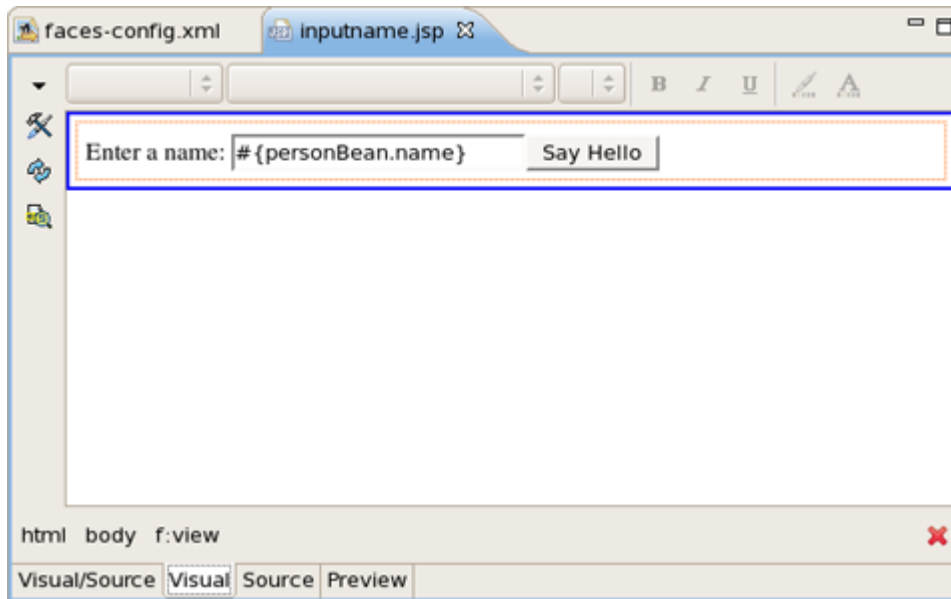 faces-config.xml inputname.jsp
B I U A
Enter a name: #{personBean.name} Say Hello
html body f:view
Visual/Source Visual Source Preview